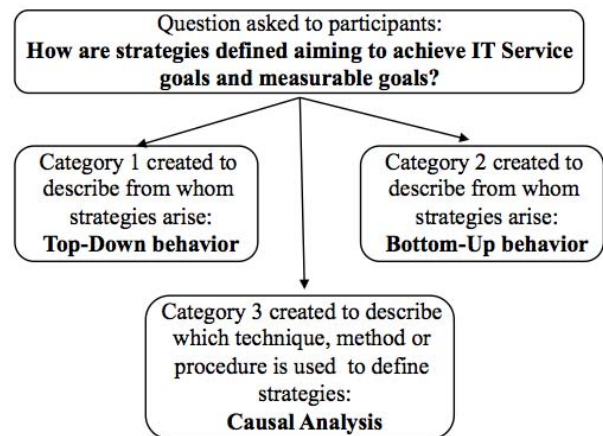 Question asked to participants:
How are strategies defined aiming to achieve IT Service
goals and measurable goals?
Category 1 created to
describe from whom
strategies arise:
Top-Down behavior
Category 2 created to
describe from whom
strategies arise:
Bottom-Up behavior
Category 3 created to describe
which technique, method or
procedure is used to define
strategies:
Causal Analysis